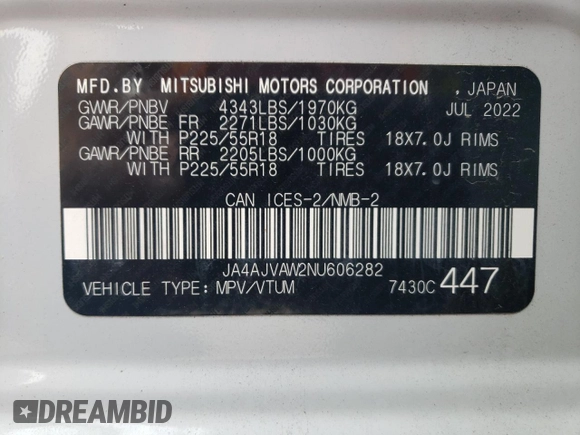 MFD.BY MITSUBISHI MOTORS CORPORATION , JAPAN
GVWR/PNBV 4343LBS/1970KG JUL 2022
GAWR/PNBE FR 2271LBS/1030KG
WITH P225/55R18 TIRES 18X7.0J RIMS
GAWR/PNBE RR 2205LBS/1000KG
WITH P225/55R18 TIRES 18X7.0J RIMS
CAN ICES-2/NMB-2
JA4AJVAW2NU606282
VEHICLE TYPE: MPV/VTUM 7430C 447
DREAMBID